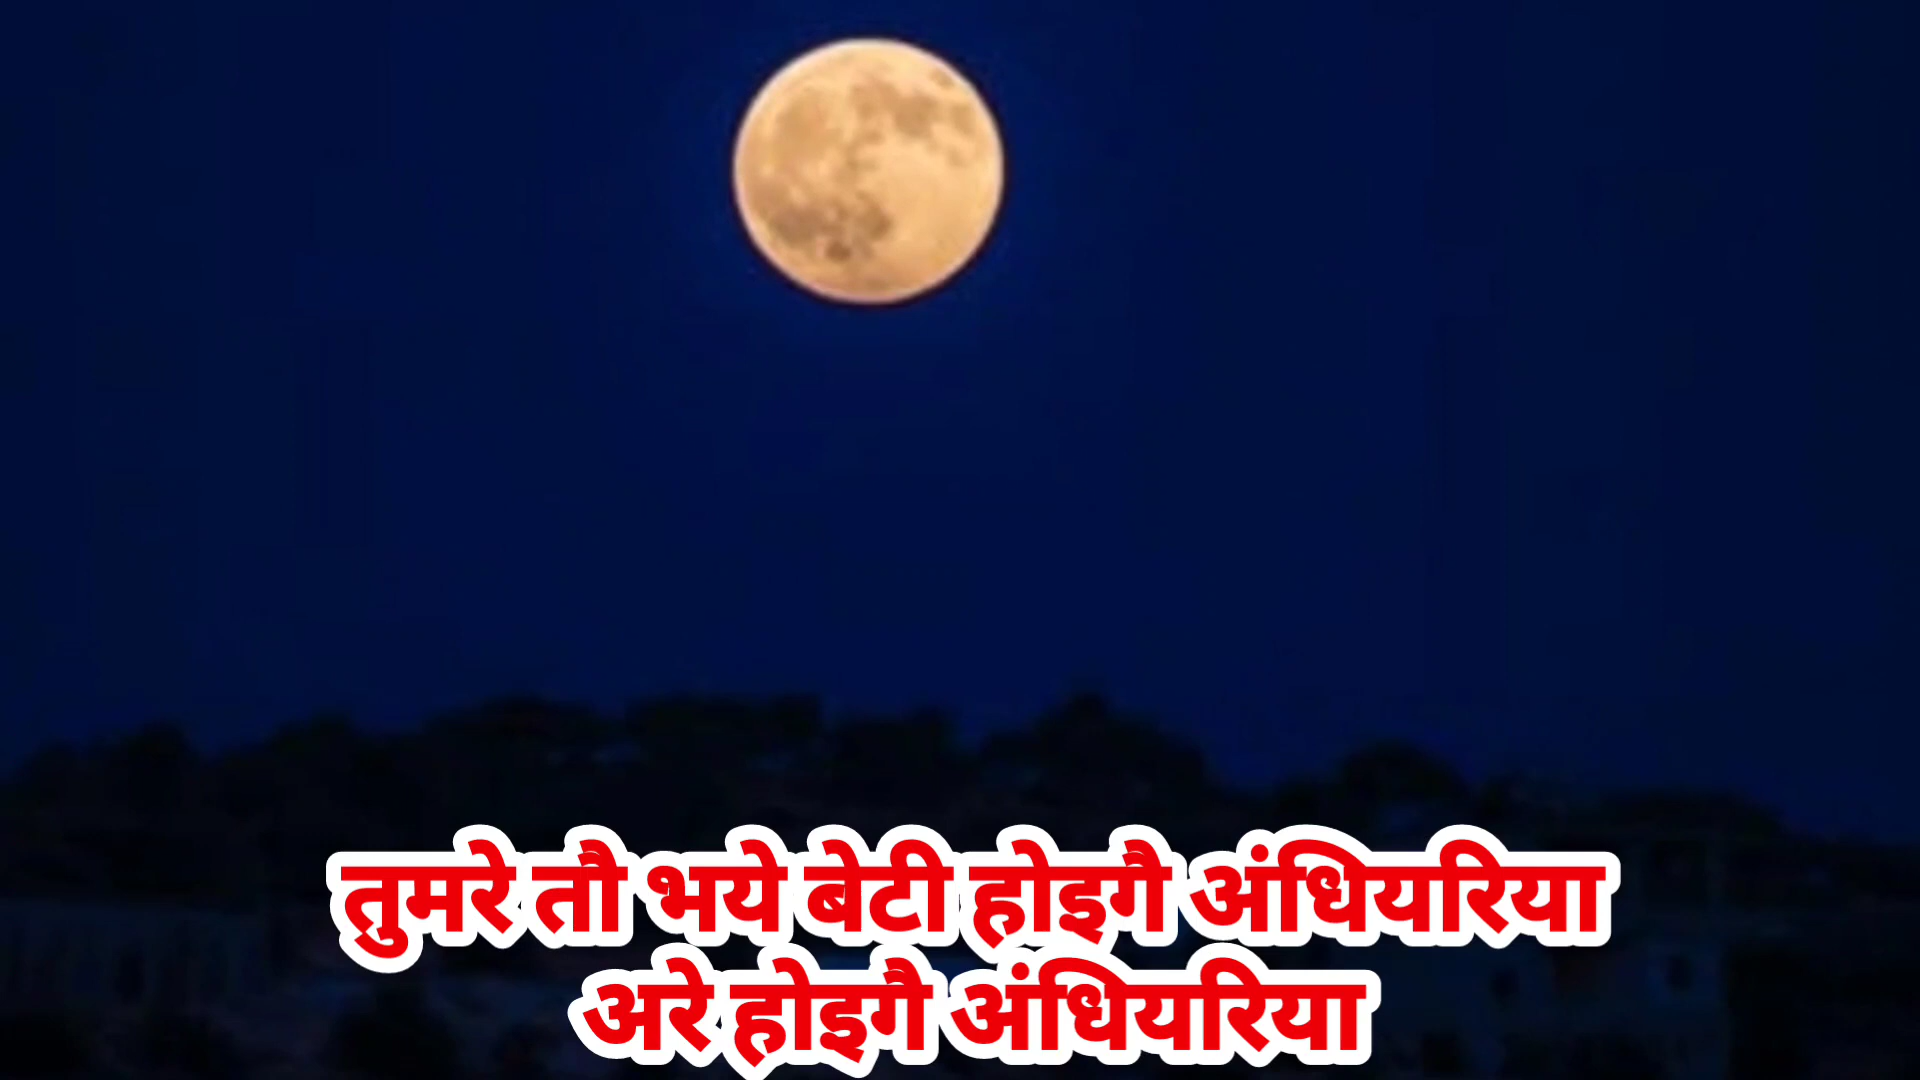 तुमरे तौ भये बेटी होइगै अंधियरिया
अरे होइगै अंधियरिया